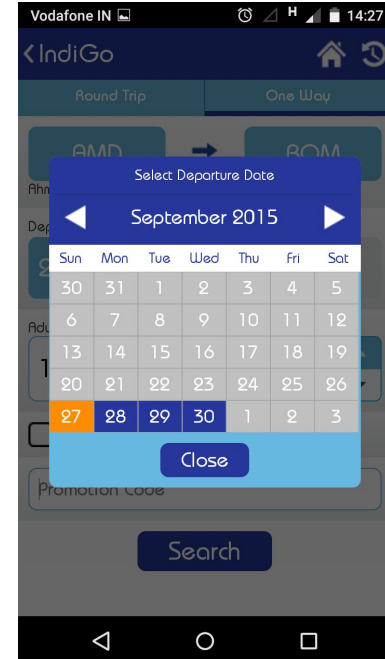 Vodafone IN H 14:27
IndiGo
Round Trip One Way
AMD BOM
Select Departure Date
September 2015
Sun Mon Tue Wed Thu Fri Sat
30 31 1 2 3 4 5
6 7 8 9 10 11 12
13 14 15 16 17 18 19
20 21 22 23 24 25 26
27 28 29 30 1 2 3
Close
Promotion Code
Search